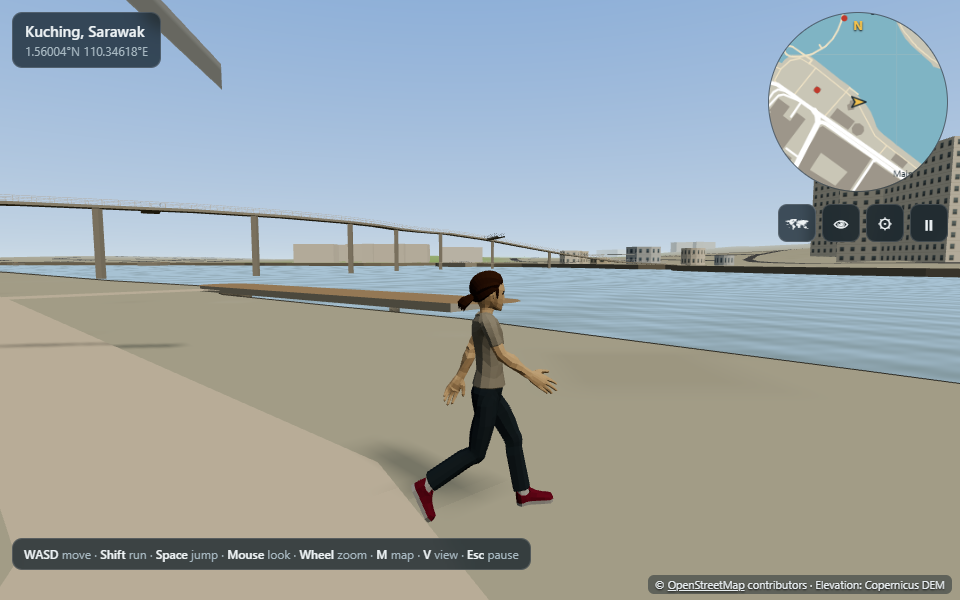 Kuching, Sarawak
1.56004°N 110.34618°E
N
WASD move · Shift run · Space jump · Mouse look · Wheel zoom · M map · V view · Esc pause
© OpenStreetMap contributors · Elevation: Copernicus DEM